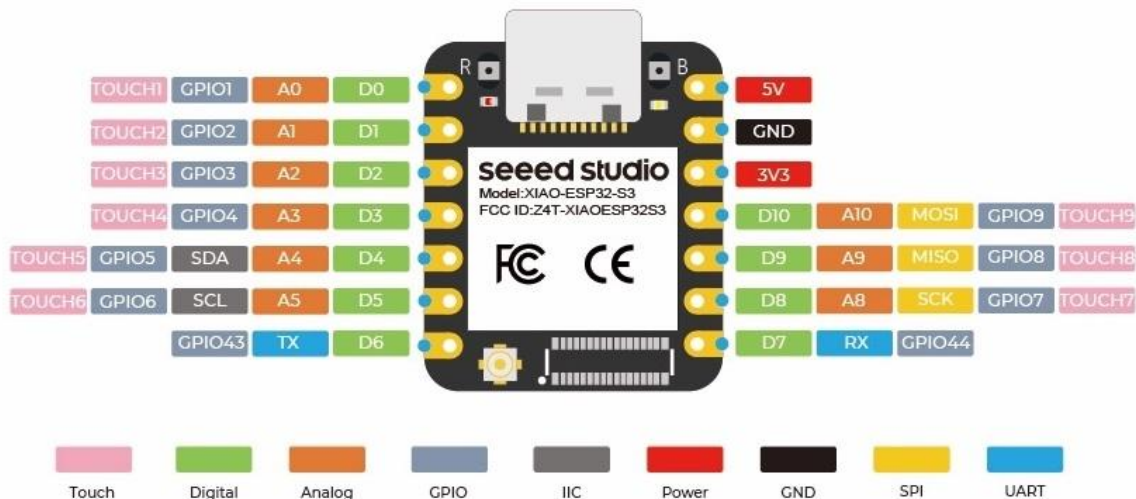 R B
TOUCH1 GPIO1 A0 D0 5V
TOUCH2 GPIO2 A1 D1 GND
TOUCH3 GPIO3 A2 D2 3V3
seeed studio
Model:XIAO-ESP32-S3
FCC ID:Z4T-XIAOESP32S3
TOUCH4 GPIO4 A3 D3 D10 A10 MOSI GPIO9 TOUCH9
TOUCH5 GPIO5 SDA A4 D4 D9 A9 MISO GPIO8 TOUCH8
FC CE
TOUCH6 GPIO6 SCL A5 D5 D8 A8 SCK GPIO7 TOUCH7
GPIO43 TX D6 D7 RX GPIO44
Touch Digital Analog GPIO IIC Power GND SPI UART